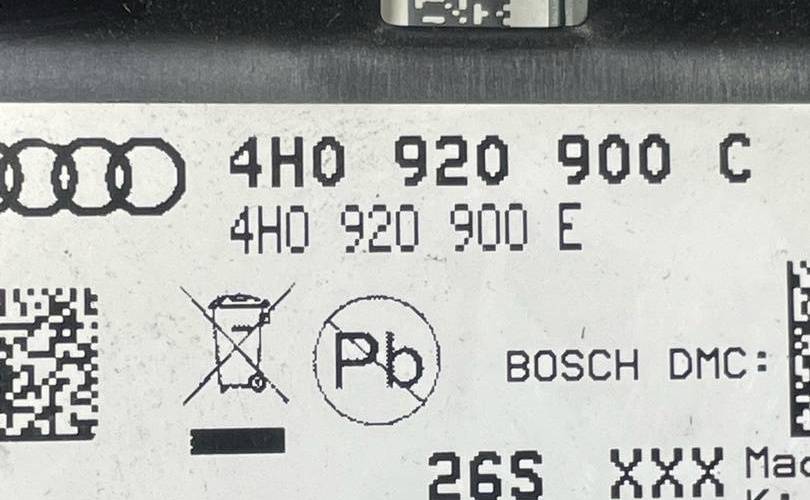 4H0 920 900 C
4H0 920 900 E
Pb
BOSCH DMC:
26S XXX